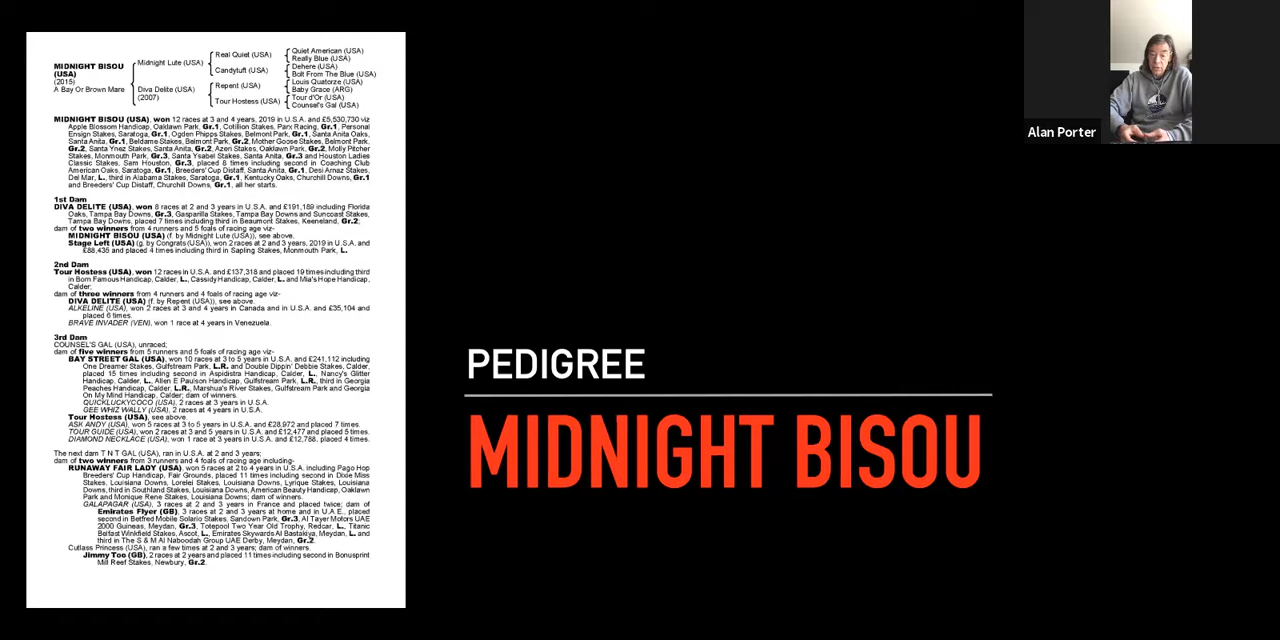 MIDNIGHT BISOU
(USA)
(2015)
A Bay Or Brown Mare
Midnight Lute (USA)
Diva Delite (USA)
(2007)
Real Quiet (USA)
Candytuft (USA)
Repent (USA)
Tour Hostess (USA)
Quiet American (USA)
Really Blue (USA)
Dehere (USA)
Bolt From The Blue (USA)
Louis Quatorze (USA)
Baby Grace (ARG)
Tour d'Or (USA)
Counsel's Gal (USA)
MIDNIGHT BISOU (USA), won 12 races at 3 and 4 years, 2019 in U.S.A. and £5,530,730 viz
Apple Blossom Handicap, Oaklawn Park, Gr.1, Cotillion Stakes, Parx Racing, Gr.1, Personal
Ensign Stakes, Saratoga, Gr.1, Ogden Phipps Stakes, Belmont Park, Gr.1, Santa Anita Oaks,
Santa Anita, Gr.1, Beldame Stakes, Belmont Park, Gr.2, Mother Goose Stakes, Belmont Park,
Gr.2, Santa Ynez Stakes, Santa Anita, Gr.2, Azeri Stakes, Oaklawn Park, Gr.2, Molly Pitcher
Stakes, Monmouth Park, Gr.3, Santa Ysabel Stakes, Santa Anita, Gr.3 and Houston Ladies
Classic Stakes, Sam Houston, Gr.3, placed 8 times including second in Coaching Club
American Oaks, Saratoga, Gr.1, Breeders' Cup Distaff, Santa Anita, Gr.1, Desi Arnaz Stakes,
Del Mar, L., third in Alabama Stakes, Saratoga, Gr.1, Kentucky Oaks, Churchill Downs, Gr.1
and Breeders' Cup Distaff, Churchill Downs, Gr.1, all her starts.
1st Dam
DIVA DELITE (USA), won 8 races at 2 and 3 years in U.S.A. and £191,189 including Florida
Oaks, Tampa Bay Downs, Gr.3, Gasparilla Stakes, Tampa Bay Downs and Suncoast Stakes,
Tampa Bay Downs, placed 7 times including third in Beaumont Stakes, Keeneland, Gr.2;
dam of two winners from 4 runners and 5 foals of racing age viz-
MIDNIGHT BISOU (USA) (f. by Midnight Lute (USA)), see above.
Stage Left (USA) (g. by Congrats (USA)), won 2 races at 2 and 3 years, 2019 in U.S.A. and
£88,435 and placed 4 times including third in Sapling Stakes, Monmouth Park, L.
2nd Dam
Tour Hostess (USA), won 12 races in U.S.A. and £137,318 and placed 19 times including third
in Born Famous Handicap, Calder, L., Cassidy Handicap, Calder, L. and Mia's Hope Handicap,
Calder;
dam of three winners from 4 runners and 4 foals of racing age viz-
DIVA DELITE (USA) (f. by Repent (USA)), see above.
ALKELINE (USA), won 2 races at 3 and 4 years in Canada and in U.S.A. and £35,104 and
placed 6 times.
BRAVE INVADER (VEN), won 1 race at 4 years in Venezuela.
3rd Dam
COUNSEL'S GAL (USA), unraced;
dam of five winners from 5 runners and 5 foals of racing age viz-
BAY STREET GAL (USA), won 10 races at 3 to 5 years in U.S.A. and £241,112 including
One Dreamer Stakes, Gulfstream Park, L.R. and Double Dippin' Debbie Stakes, Calder,
placed 15 times including second in Aspidistra Handicap, Calder, L., Nancy's Glitter
Handicap, Calder, L., Allen E Paulson Handicap, Gulfstream Park, L.R., third in Georgia
Peaches Handicap, Calder, L.R., Marshua's River Stakes, Gulfstream Park and Georgia
On My Mind Handicap, Calder; dam of winners.
QUICKLUCKYCOCO (USA), 2 races at 3 years in U.S.A.
GEE WHIZ WALLY (USA), 2 races at 4 years in U.S.A.
Tour Hostess (USA), see above.
ASK ANDY (USA), won 5 races at 3 to 5 years in U.S.A. and £28,972 and placed 7 times.
TOUR GUIDE (USA), won 2 races at 3 and 5 years in U.S.A. and £12,477 and placed 5 times.
DIAMOND NECKLACE (USA), won 1 race at 3 years in U.S.A. and £12,788, placed 4 times.
The next dam T N T GAL (USA), ran in U.S.A. at 2 and 3 years;
dam of two winners from 3 runners and 4 foals of racing age including-
RUNAWAY FAIR LADY (USA), won 5 races at 2 to 4 years in U.S.A. including Pago Hop
Breeders' Cup Handicap, Fair Grounds, placed 11 times including second in Dixie Miss
Stakes, Louisiana Downs, Lorelei Stakes, Louisiana Downs, Lyrique Stakes, Louisiana
Downs, third in Southland Stakes, Louisiana Downs, American Beauty Handicap, Oaklawn
Park and Monique Rene Stakes, Louisiana Downs; dam of winners.
GALAPAGAR (USA), 3 races at 2 and 3 years in France and placed twice; dam of
Emirates Flyer (GB), 3 races at 2 and 3 years at home and in U.A.E., placed
second in Betfred Mobile Solario Stakes, Sandown Park, Gr.3, Al Tayer Motors UAE
2000 Guineas, Meydan, Gr.3, Totepool Two Year Old Trophy, Redcar, L., Titanic
Belfast Winkfield Stakes, Ascot, L., Emirates Skywards Al Bastakiya, Meydan, L. and
third in The S & M Al Naboodah Group UAE Derby, Meydan, Gr.2.
Cutlass Princess (USA), ran a few times at 2 and 3 years; dam of winners.
Jimmy Too (GB), 2 races at 2 years and placed 11 times including second in Bonusprint
Mill Reef Stakes, Newbury, Gr.2.
PEDIGREE
MIDNIGHT BISOU
Alan Porter